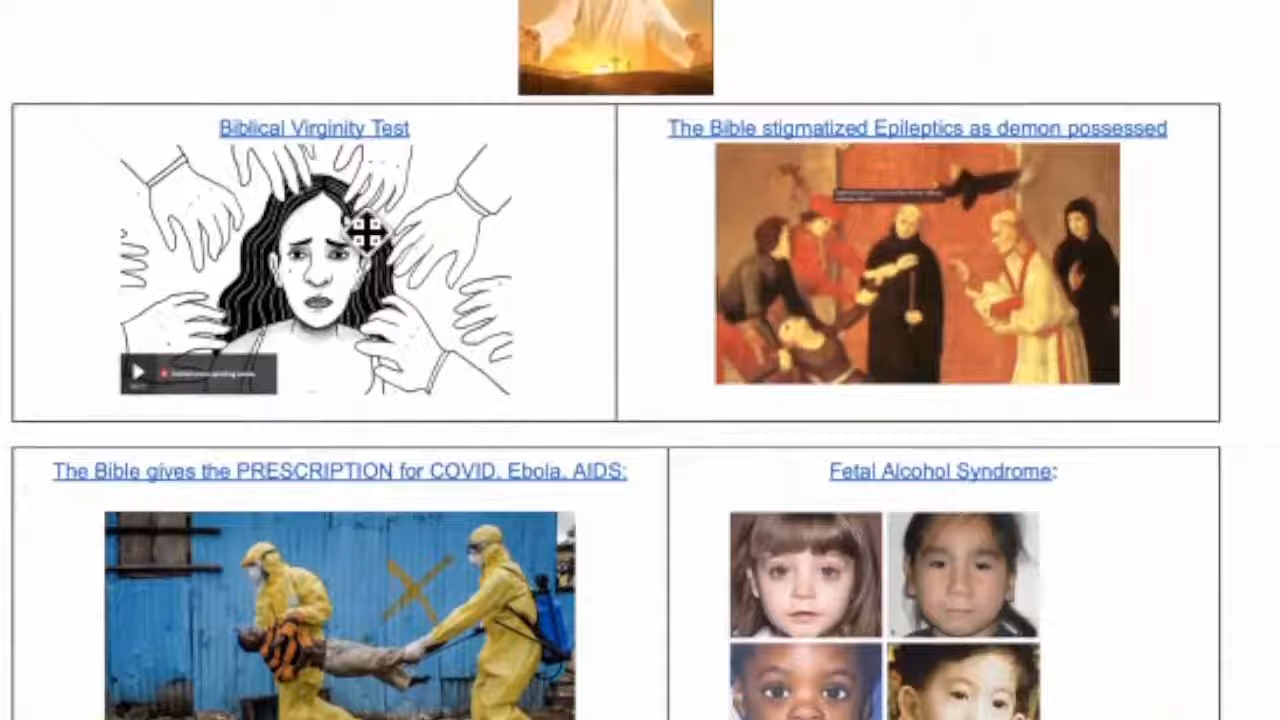 Biblical Virginity Test
The Bible stigmatized Epileptics as demon possessed
The Bible gives the PRESCRIPTION for COVID, Ebola, AIDS:
Fetal Alcohol Syndrome: